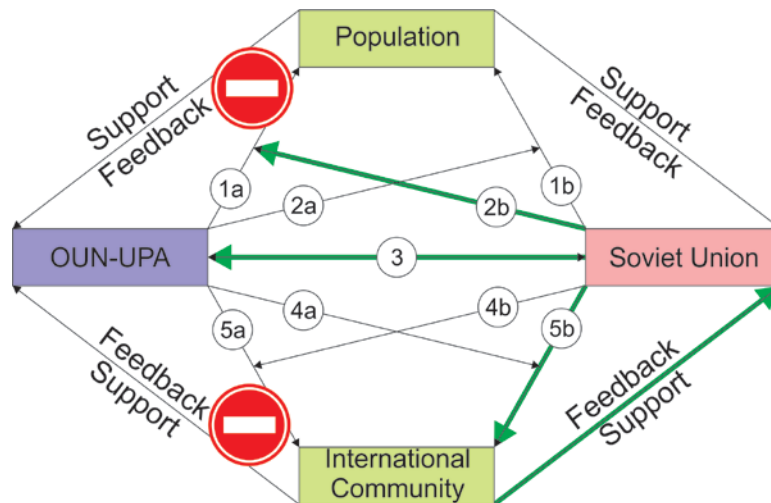 Population
Support
Feedback
Support
Feedback
1a
2a
2b
1b
OUN-UPA
3
Soviet Union
5a
4a
4b
5b
Feedback
Support
Feedback
Support
International
Community